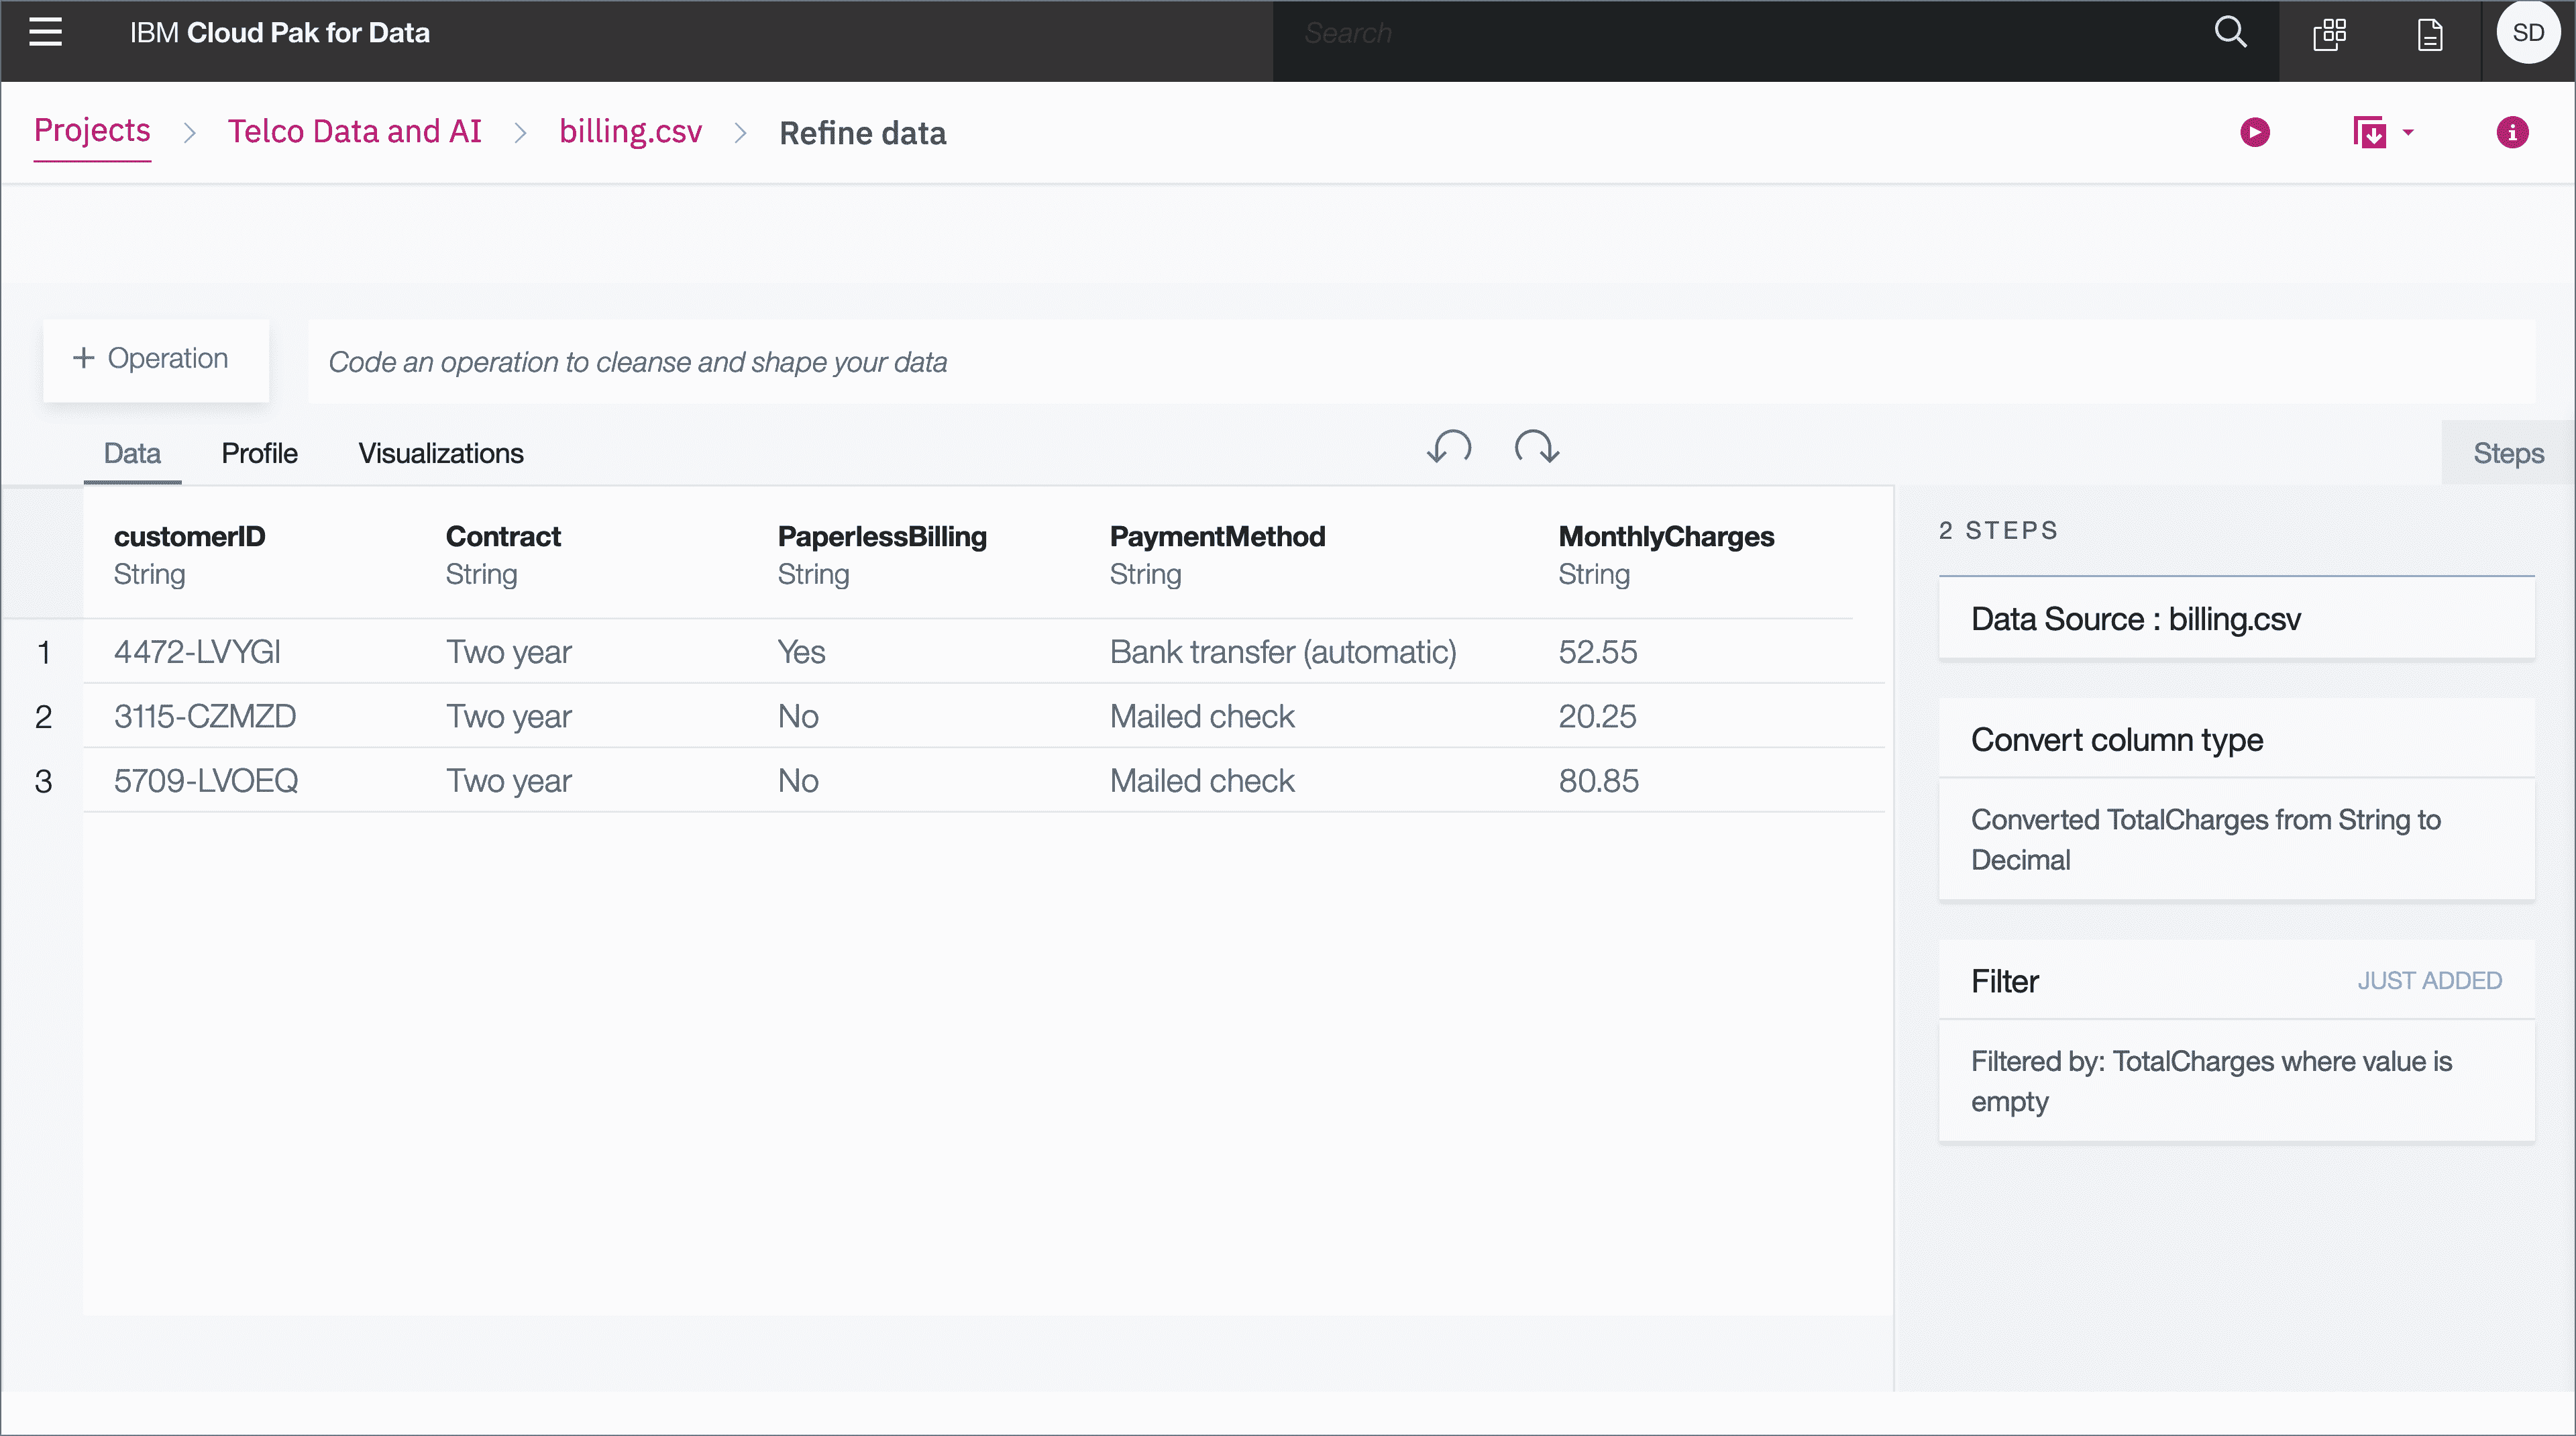 IBM Cloud Pak for Data Search SD
Projects > Telco Data and AI > billing.csv > Refine data
+ Operation Code an operation to cleanse and shape your data
Data Profile Visualizations Steps
customerID Contract PaperlessBilling PaymentMethod MonthlyCharges
String String String String String
1 4472-LVYGI Two year Yes Bank transfer (automatic) 52.55
2 3115-CZMZD Two year No Mailed check 20.25
3 5709-LVOEQ Two year No Mailed check 80.85
2 STEPS
Data Source : billing.csv
Convert column type
Converted TotalCharges from String to
Decimal
Filter JUST ADDED
Filtered by: TotalCharges where value is
empty